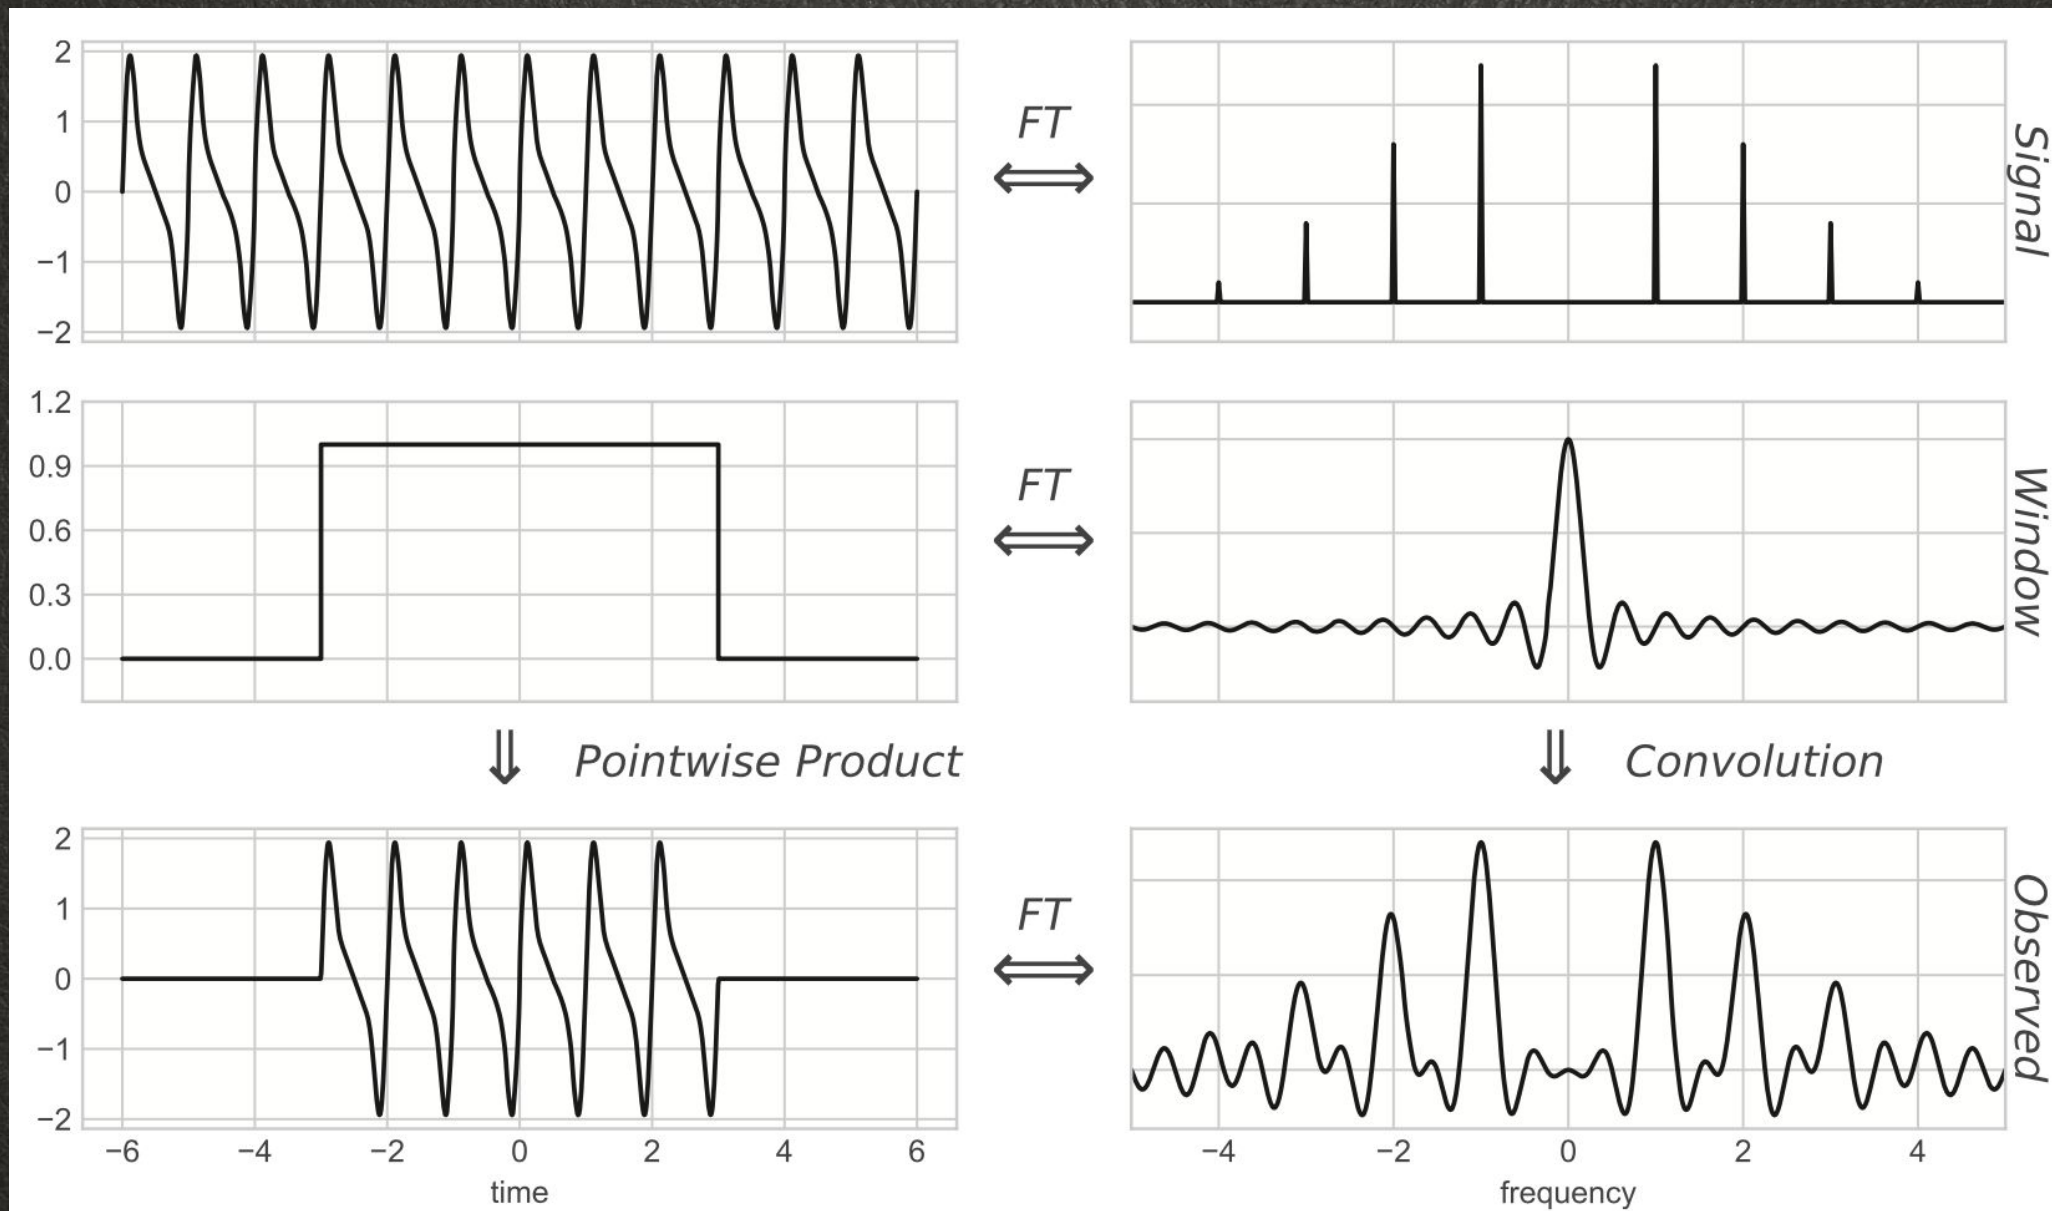 2
1
0
−1
−2
FT
Signal
1.2
0.9
0.6
0.3
0.0
FT
Window
Pointwise Product
Convolution
2
1
0
−1
−2
FT
Observed
−6 −4 −2 0 2 4 6
time
−4 −2 0 2 4
frequency